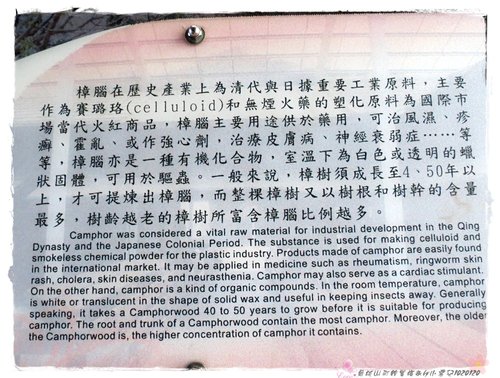 樟腦在歷史產業上為清代與日據重要工業原料，主要
作為賽璐珞(celluloid)和無煙火藥的塑化原料為國際市
場當代火紅商品，樟腦主要用途供於藥用，可治風濕、疹
癬、霍亂、或作強心劑，治療皮膚病、神經衰弱症……等
等，樟腦亦是一種有機化合物，室溫下為白色或透明的蠟
狀固體，可用於驅蟲。一般來說，樟樹須成長至4、50年以
上，才可提煉出樟腦，而整棵樟樹又以樹根和樹幹的含量
最多，樹齡越老的樟樹所富含樟腦比例越多。
Camphor was considered a vital raw material for industrial development in the Qing
Dynasty and the Japanese Colonial Period. The substance is used for making celluloid and
smokeless chemical powder for the plastic industry. Products made of camphor are easily found
in the international market. It may be applied in medicine such as rheumatism, ringworm skin
rash, cholera, skin diseases, and neurasthenia. Camphor may also serve as a cardiac stimulant.
On the other hand, camphor is a kind of organic compounds. In the room temperature, camphor
is white or translucent in the shape of solid wax and useful in keeping insects away. Generally
speaking, it takes a Camphorwood 40 to 50 years to grow before it is suitable for producing
camphor. The root and trunk of a Camphorwood contain the most camphor. Moreover, the older
the Camphorwood is, the higher concentration of camphor it contains.
1020120